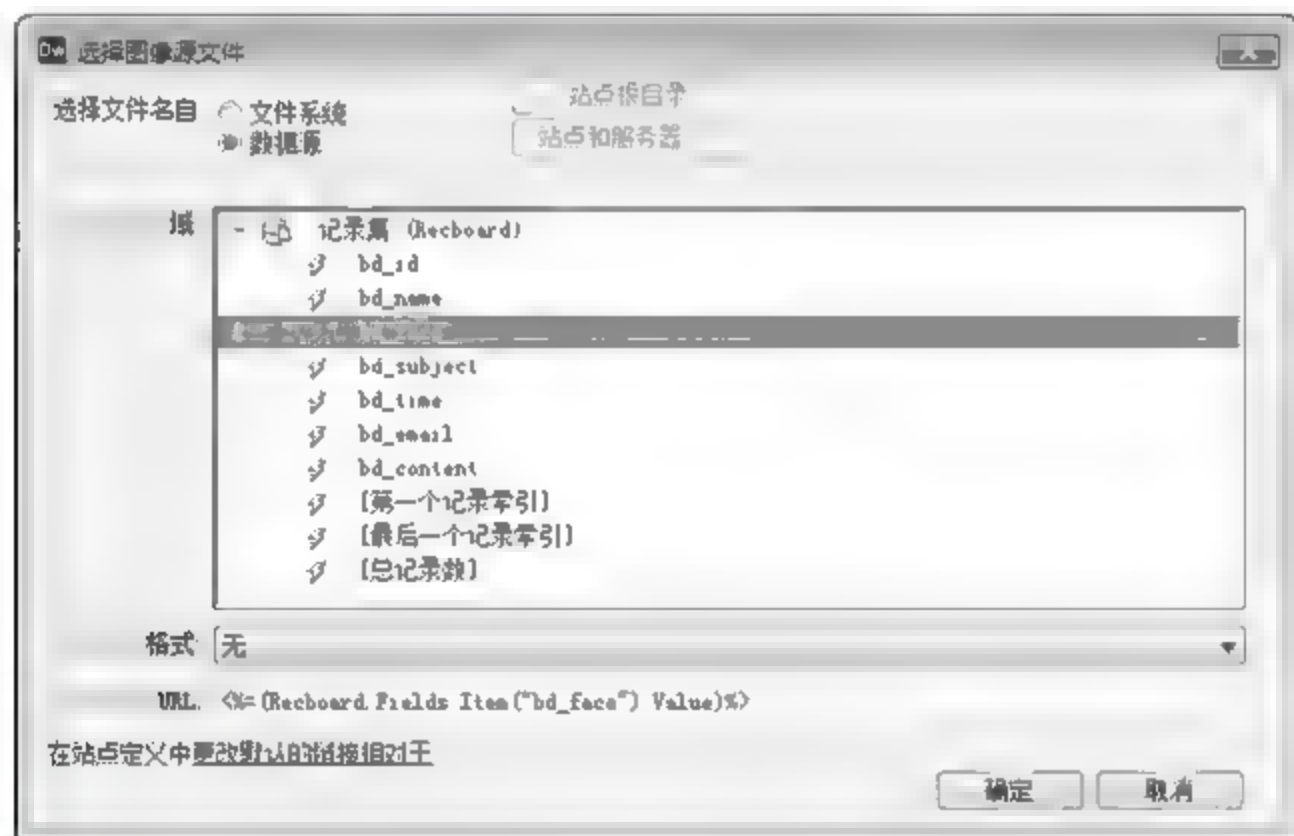 Dw 选择图像源文件
选择文件名自 文件系统 站点根目录
数据源 站点和服务器
域
- 记录集 (Recboard)
bd_id
bd_name
bd_subject
bd_time
bd_email
bd_content
[第一个记录索引]
[最后一个记录索引]
[总记录数]
格式: 无
URL: <%=(Recboard.Fields.Item("bd_face").Value)%>
在站点定义中更改默认的链接相对于
确定 取消